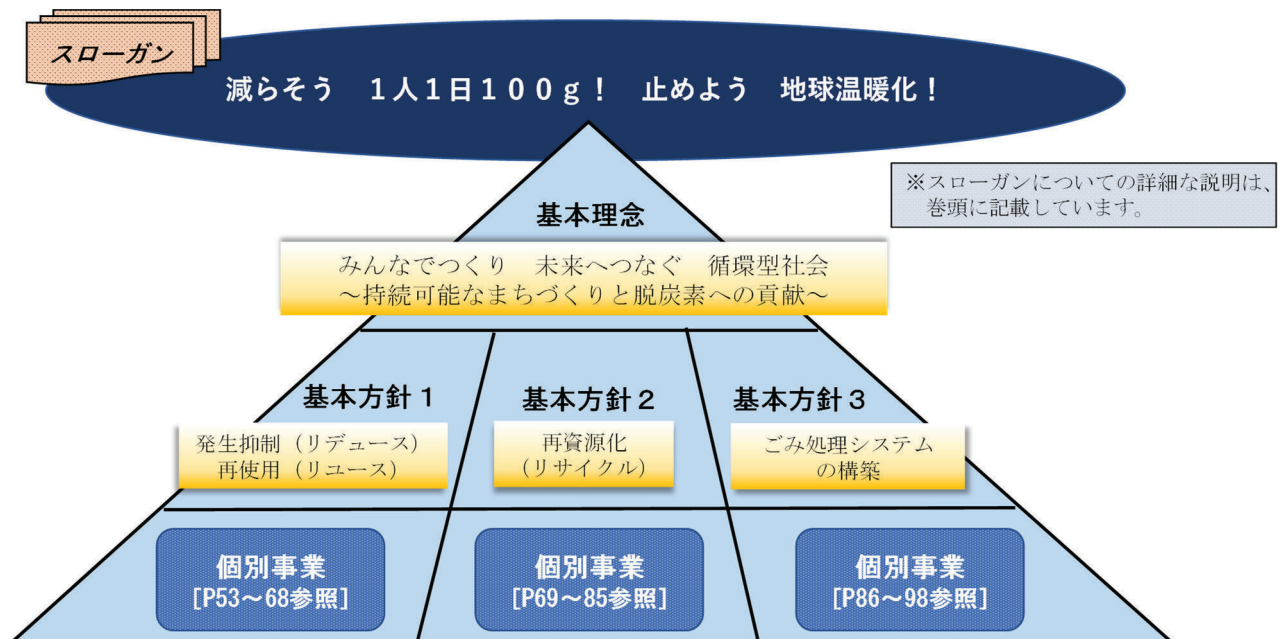 スローガン
減らそう　１人１日１００ｇ！　止めよう　地球温暖化！
※スローガンについての詳細な説明は、
巻頭に記載しています。
基本理念
みんなでつくり　未来へつなぐ　循環型社会
～持続可能なまちづくりと脱炭素への貢献～
基本方針１
発生抑制（リデュース）
再使用（リユース）
基本方針２
再資源化
（リサイクル）
基本方針３
ごみ処理システム
の構築
個別事業
[P53～68参照]
個別事業
[P69～85参照]
個別事業
[P86～98参照]